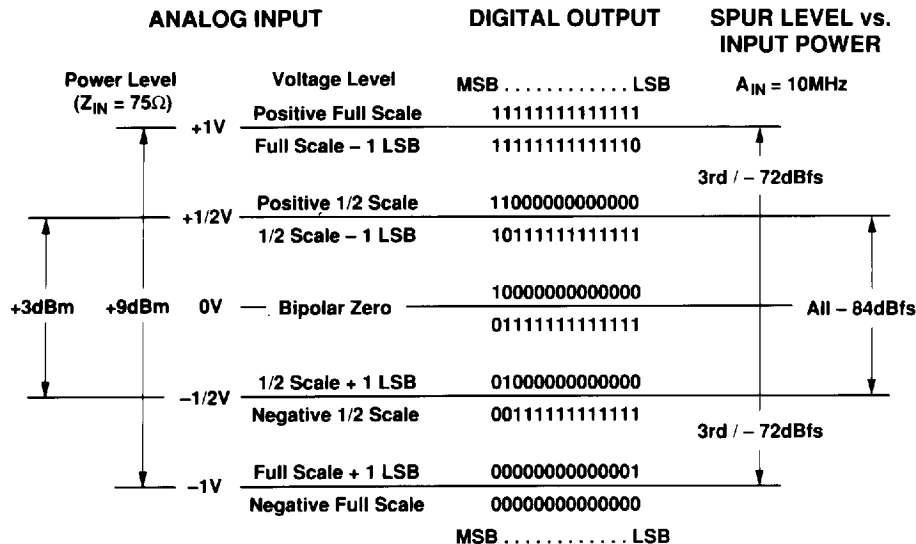 ANALOG INPUT DIGITAL OUTPUT SPUR LEVEL vs.
INPUT POWER
Power Level Voltage Level MSB . . . . . . . . . . . . LSB A_IN = 10MHz
(Z_IN = 75Ω)
Positive Full Scale 11111111111111
+1V
Full Scale – 1 LSB 11111111111110
3rd / – 72dBfs
Positive 1/2 Scale 11000000000000
+1/2V
1/2 Scale – 1 LSB 10111111111111
10000000000000
+3dBm +9dBm 0V Bipolar Zero All – 84dBfs
01111111111111
1/2 Scale + 1 LSB 01000000000000
–1/2V
Negative 1/2 Scale 00111111111111
3rd / – 72dBfs
Full Scale + 1 LSB 00000000000001
–1V
Negative Full Scale 00000000000000
MSB . . . . . . . . . . . . LSB